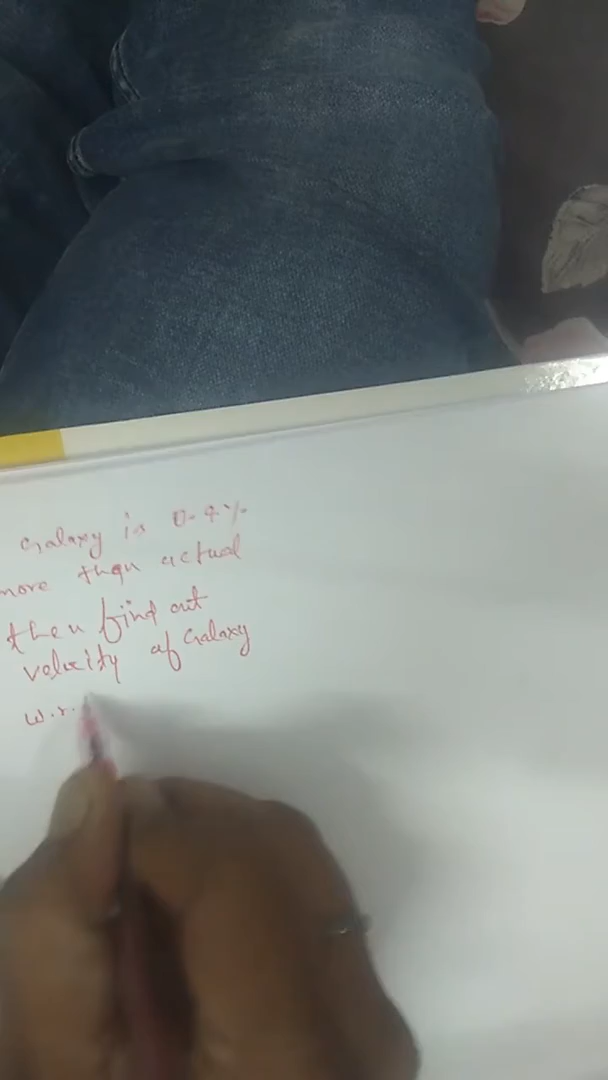 Galaxy is 0.4%
more than actual
then find out
velocity of Galaxy
w.r.